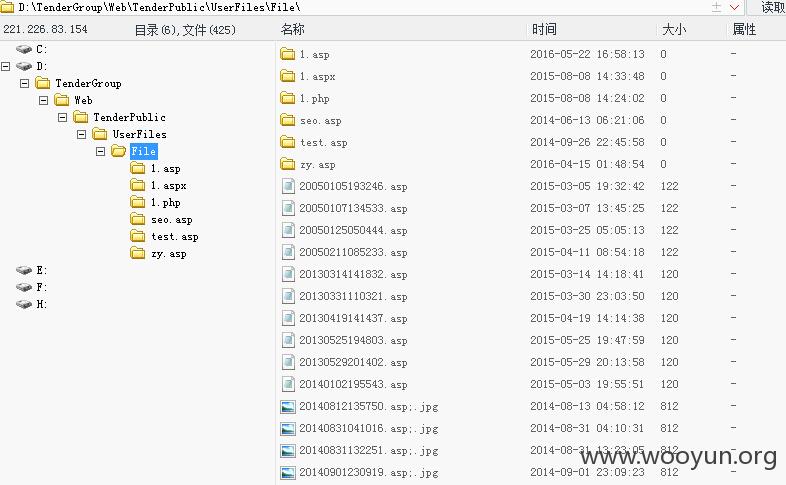 D:\TenderGroup\Web\TenderPublic\UserFiles\File\ 读取
221.226.83.154 目录(6),文件(425) 名称 时间 大小 属性
C:
D:
TenderGroup
Web
TenderPublic
UserFiles
File
1.asp
1.aspx
1.php
seo.asp
test.asp
zy.asp
E:
F:
H:
1.asp 2016-05-22 16:58:13 0 -
1.aspx 2015-08-08 14:33:48 0 -
1.php 2015-08-08 14:24:02 0 -
seo.asp 2014-06-13 06:21:06 0 -
test.asp 2014-09-26 22:45:58 0 -
zy.asp 2016-04-15 01:48:54 0 -
20050105193246.asp 2015-03-05 19:32:42 122 -
20050107134533.asp 2015-03-07 13:45:25 122 -
20050125050444.asp 2015-03-25 05:05:13 122 -
20050211085233.asp 2015-04-11 08:54:18 122 -
20130314141832.asp 2015-03-14 14:18:41 120 -
20130331110321.asp 2015-03-30 23:03:50 120 -
20130419141437.asp 2015-04-19 14:14:38 120 -
20130525194803.asp 2015-05-25 19:47:59 120 -
20130529201402.asp 2015-05-29 20:13:58 120 -
20140102195543.asp 2015-05-03 19:55:51 120 -
20140812135750.asp;.jpg 2014-08-13 04:58:12 812 -
20140831041016.asp;.jpg 2014-08-31 04:10:31 812 -
20140831132251.asp;.jpg 2014-08-31 13:23:05 812 -
20140901230919.asp;.jpg 2014-09-01 23:09:23 812 -
www.wooyun.org